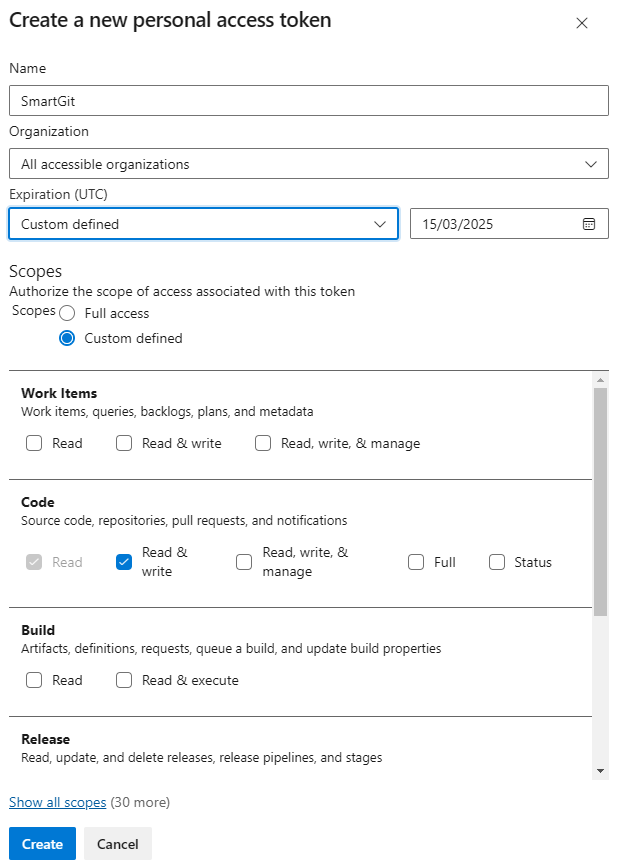 Create a new personal access token
Name
SmartGit
Organization
All accessible organizations
Expiration (UTC)
Custom defined
15/03/2025
Scopes
Authorize the scope of access associated with this token
Scopes
Full access
Custom defined
Work Items
Work items, queries, backlogs, plans, and metadata
Read
Read & write
Read, write, & manage
Code
Source code, repositories, pull requests, and notifications
Read
Read &
write
Read, write, &
manage
Full
Status
Build
Artifacts, definitions, requests, queue a build, and update build properties
Read
Read & execute
Release
Read, update, and delete releases, release pipelines, and stages
Show all scopes (30 more)
Create
Cancel